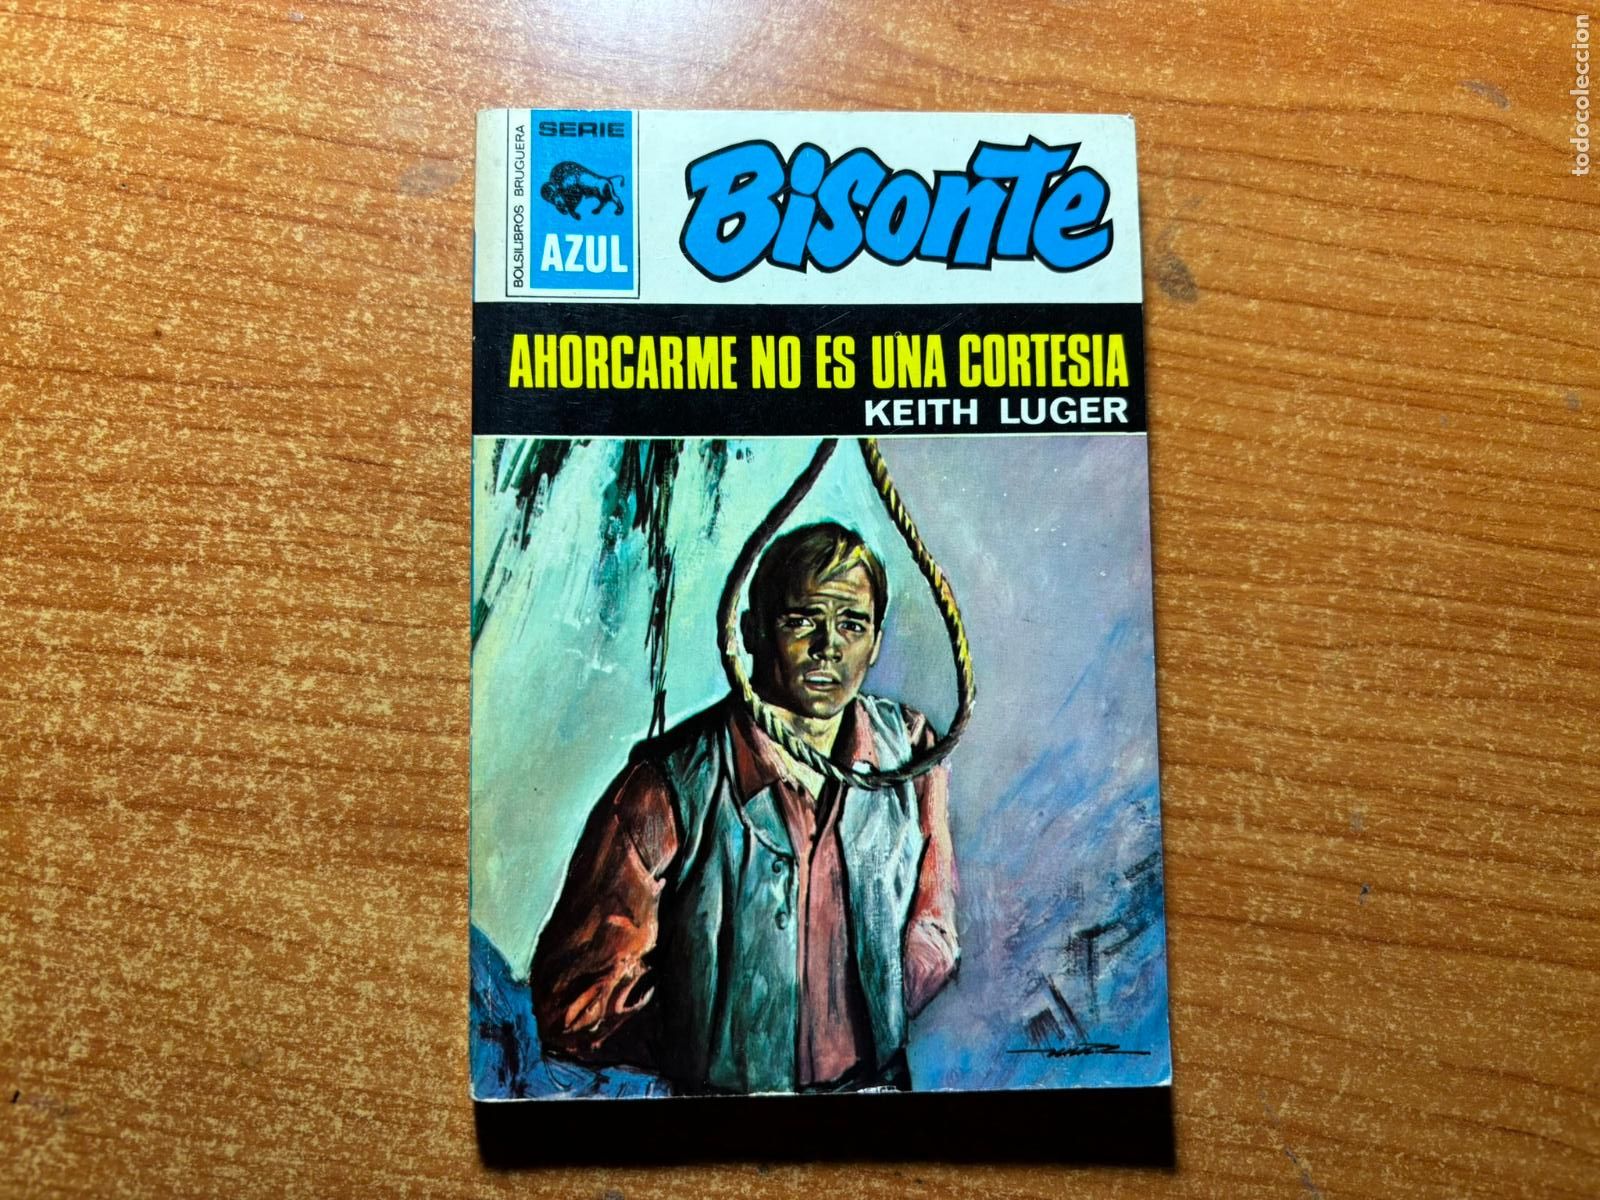 BOLSILIBROS BRUGUERA
SERIE
AZUL
Bisonte
AHORCARME NO ES UNA CORTESIA
KEITH LUGER
todocoleccion